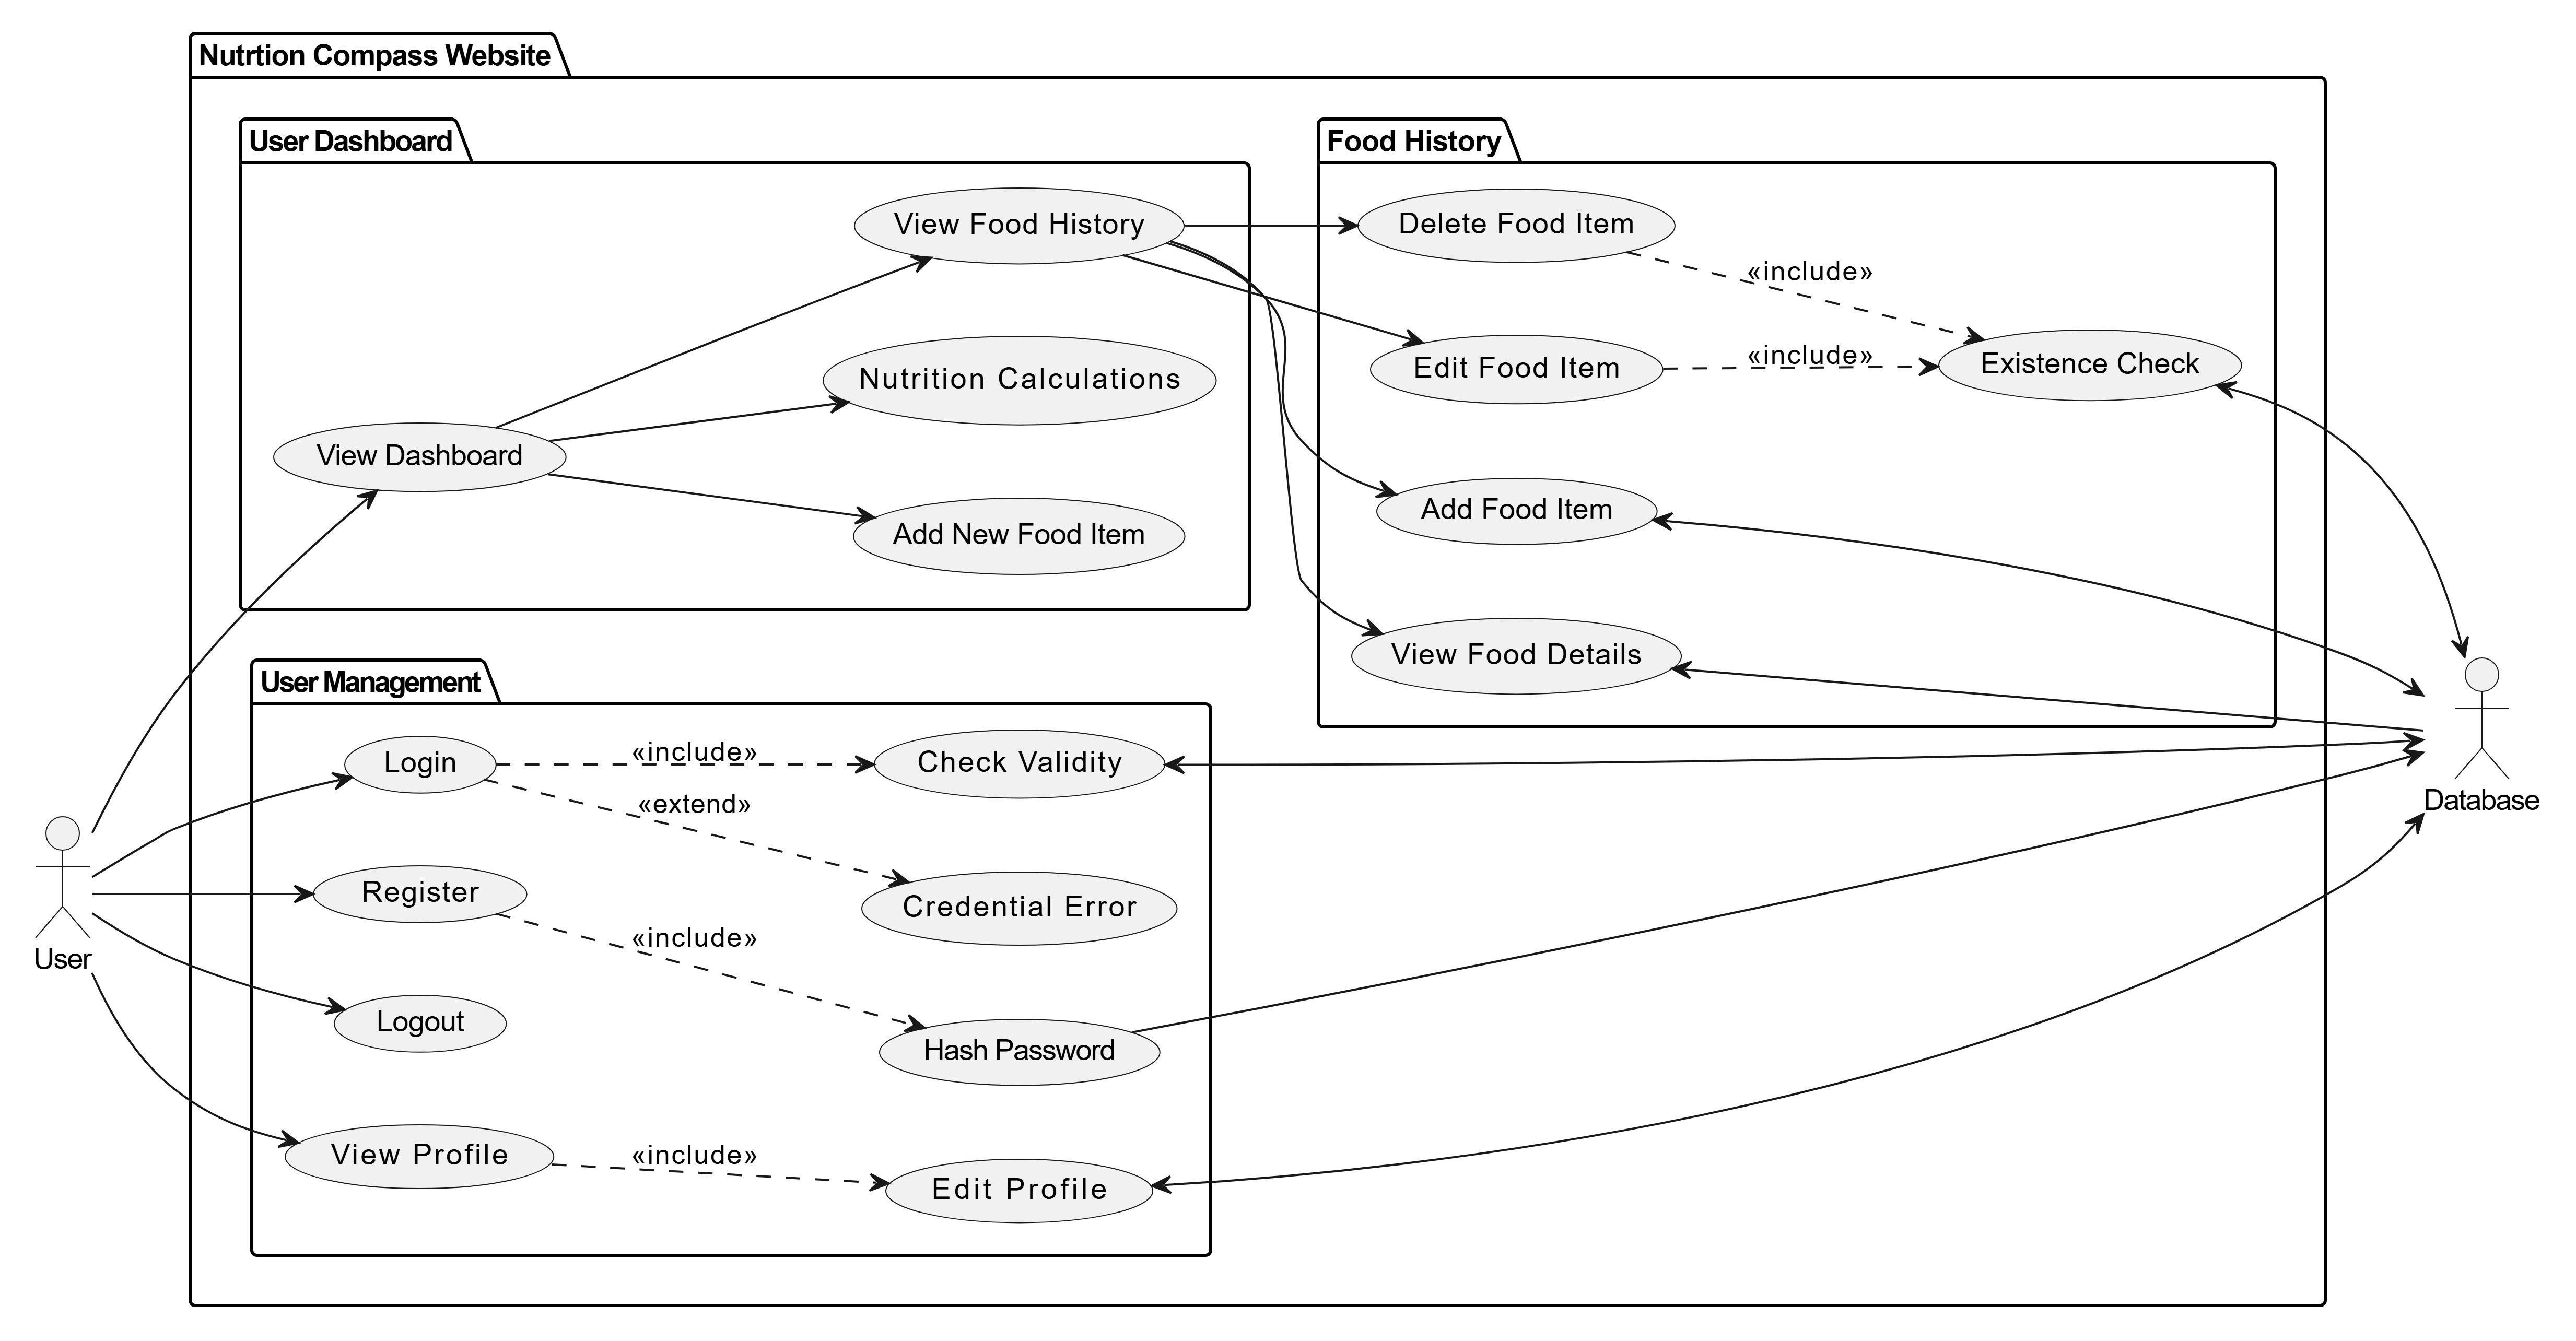 Nutrtion Compass Website
User Dashboard
View Food History
Nutrition Calculations
View Dashboard
Add New Food Item
Food History
Delete Food Item
«include»
Edit Food Item
«include»
Existence Check
Add Food Item
View Food Details
User Management
Login
«include»
Check Validity
«extend»
Credential Error
Register
«include»
Logout
Hash Password
View Profile
«include»
Edit Profile
User
Database